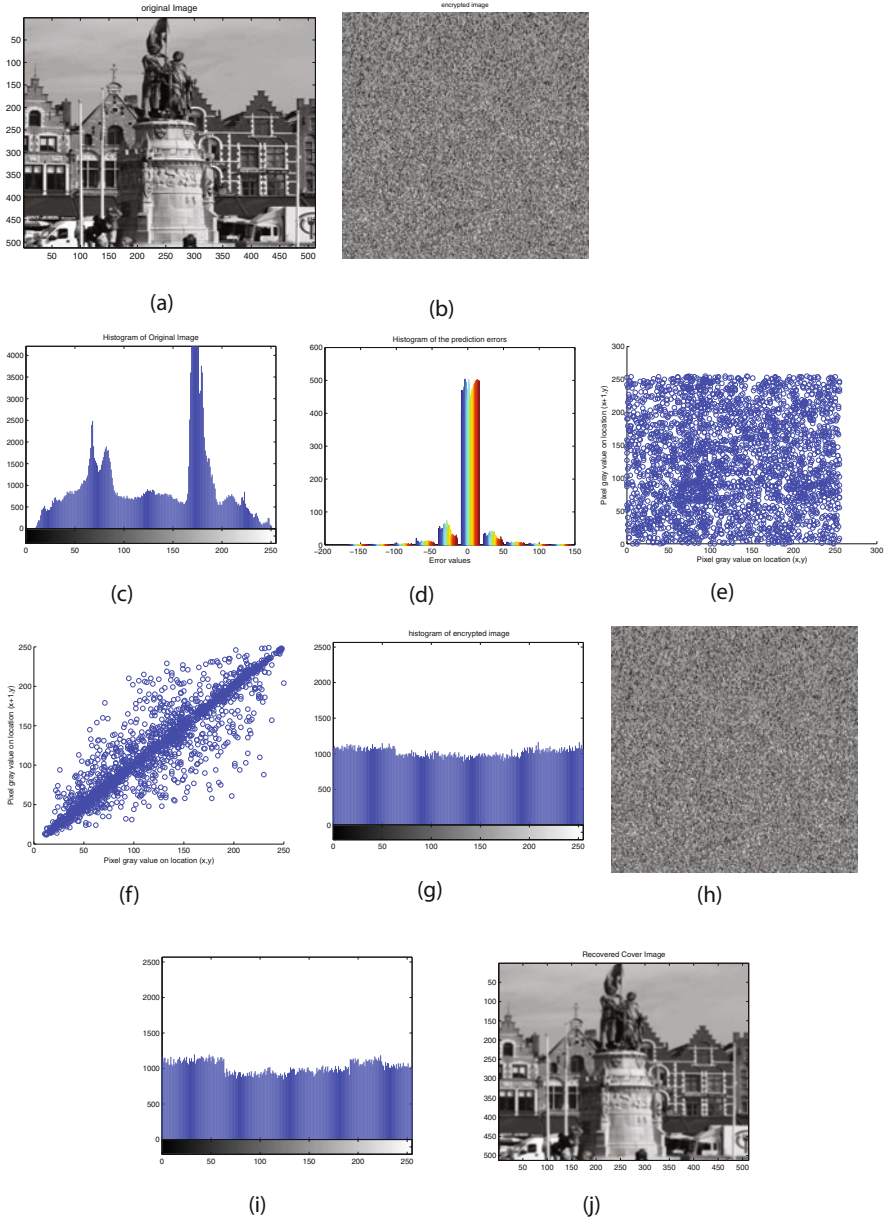 original Image
50
100
150
200
250
300
350
400
450
500
50 100 150 200 250 300 350 400 450 500
(a)
encrypted image
(b)
Histogram of Original Image
4000
3500
3000
2500
2000
1500
1000
500
0
0 50 100 150 200 250
(c)
Histogram of the prediction errors
600
500
400
300
200
100
0
−200 −150 −100 −50 0 50 100 150
Error values
(d)
Pixel gray value on location (x+1,y)
300
250
200
150
100
50
0
0 50 100 150 200 250 300
Pixel gray value on location (x,y)
(e)
Pixel gray value on location (x+1,y)
250
200
150
100
50
0
0 50 100 150 200 250
Pixel gray value on location (x,y)
(f)
histogram of encrypted image
2500
2000
1500
1000
500
0
0 50 100 150 200 250
(g)
(h)
2500
2000
1500
1000
500
0
0 50 100 150 200 250
(i)
Recovered Cover Image
50
100
150
200
250
300
350
400
450
500
50 100 150 200 250 300 350 400 450 500
(j)